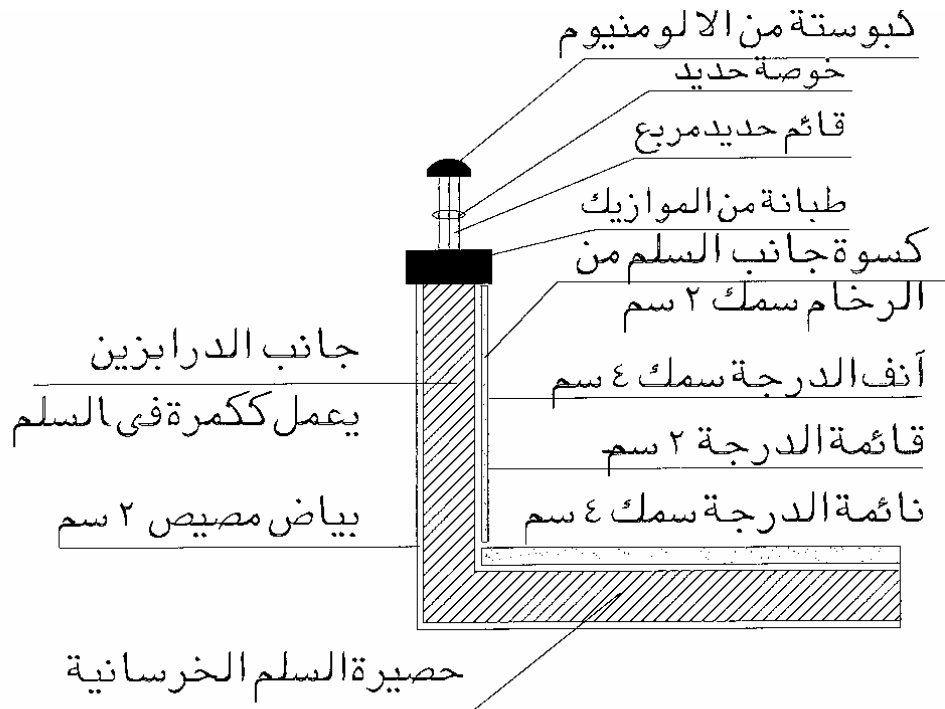 كبوستة من الالومنيوم
خوصة حديد
قائم حديد مربع
طبانة من الموازيك
كسوة جانب السلم من
الرخام سمك ٢ سم
آنف الدرجة سمك ٤ سم
قائمة الدرجة ٢ سم
نائمة الدرجة سمك ٤ سم
جانب الدرابزين
يعمل ككمرة فى السلم
بياض مصيص ٢ سم
حصيرة السلم الخرسانية